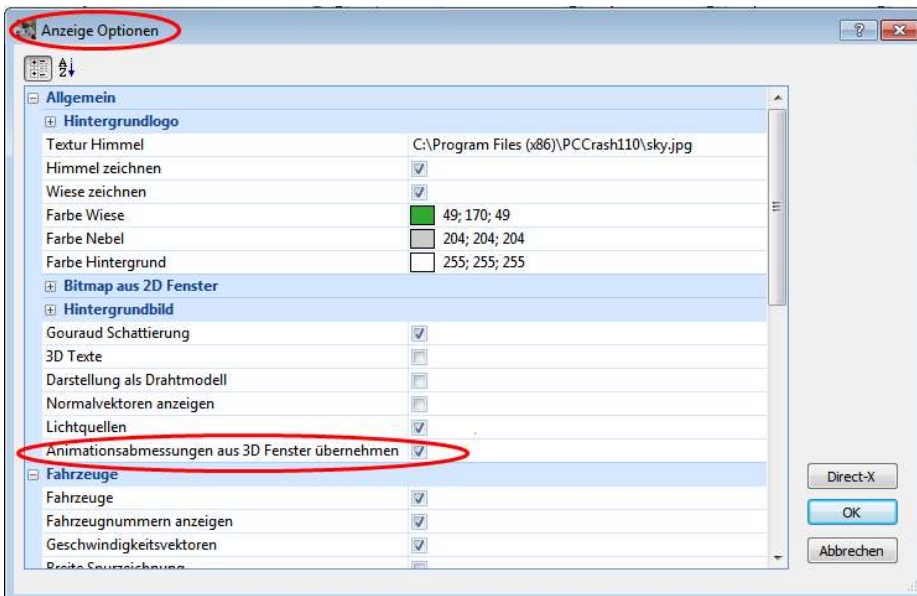 Anzeige Optionen
Allgemein
Hintergrundlogo
Textur Himmel C:\Program Files (x86)\PCCrash110\sky.jpg
Himmel zeichnen
Wiese zeichnen
Farbe Wiese 49; 170; 49
Farbe Nebel 204; 204; 204
Farbe Hintergrund 255; 255; 255
Bitmap aus 2D Fenster
Hintergrundbild
Gouraud Schattierung
3D Texte
Darstellung als Drahtmodell
Normalvektoren anzeigen
Lichtquellen
Animationsabmessungen aus 3D Fenster übernehmen
Fahrzeuge
Fahrzeuge
Fahrzeugnummern anzeigen
Geschwindigkeitsvektoren
Breite Spurzeichnung
Direct-X
OK
Abbrechen